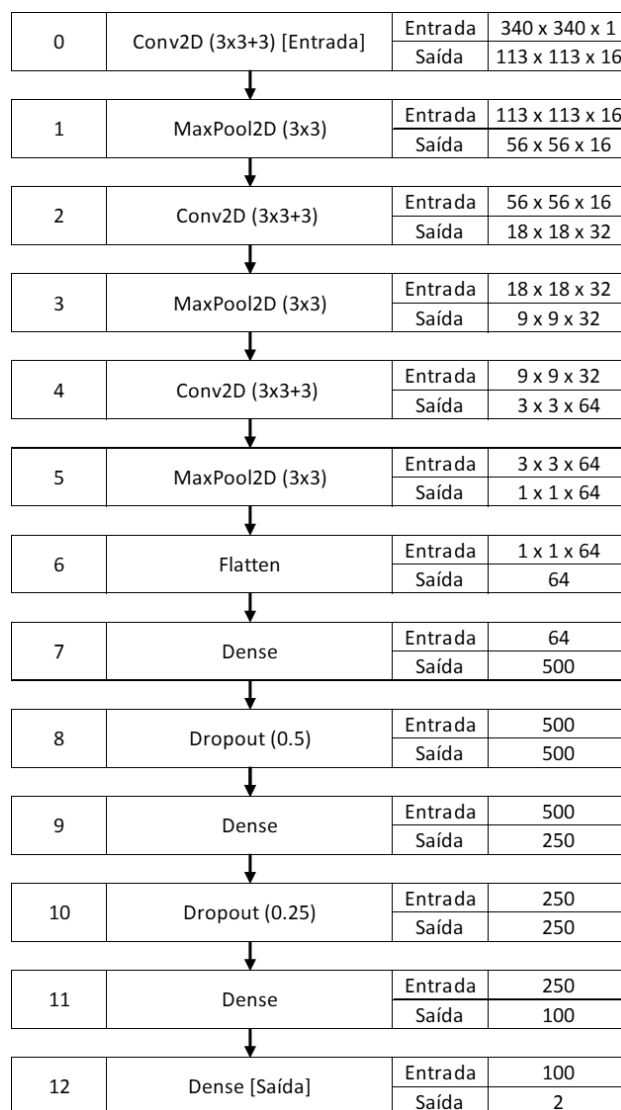 0 Conv2D (3x3+3) [Entrada] Entrada 340 x 340 x 1
Saída 113 x 113 x 16
1 MaxPool2D (3x3) Entrada 113 x 113 x 16
Saída 56 x 56 x 16
2 Conv2D (3x3+3) Entrada 56 x 56 x 16
Saída 18 x 18 x 32
3 MaxPool2D (3x3) Entrada 18 x 18 x 32
Saída 9 x 9 x 32
4 Conv2D (3x3+3) Entrada 9 x 9 x 32
Saída 3 x 3 x 64
5 MaxPool2D (3x3) Entrada 3 x 3 x 64
Saída 1 x 1 x 64
6 Flatten Entrada 1 x 1 x 64
Saída 64
7 Dense Entrada 64
Saída 500
8 Dropout (0.5) Entrada 500
Saída 500
9 Dense Entrada 500
Saída 250
10 Dropout (0.25) Entrada 250
Saída 250
11 Dense Entrada 250
Saída 100
12 Dense [Saída] Entrada 100
Saída 2